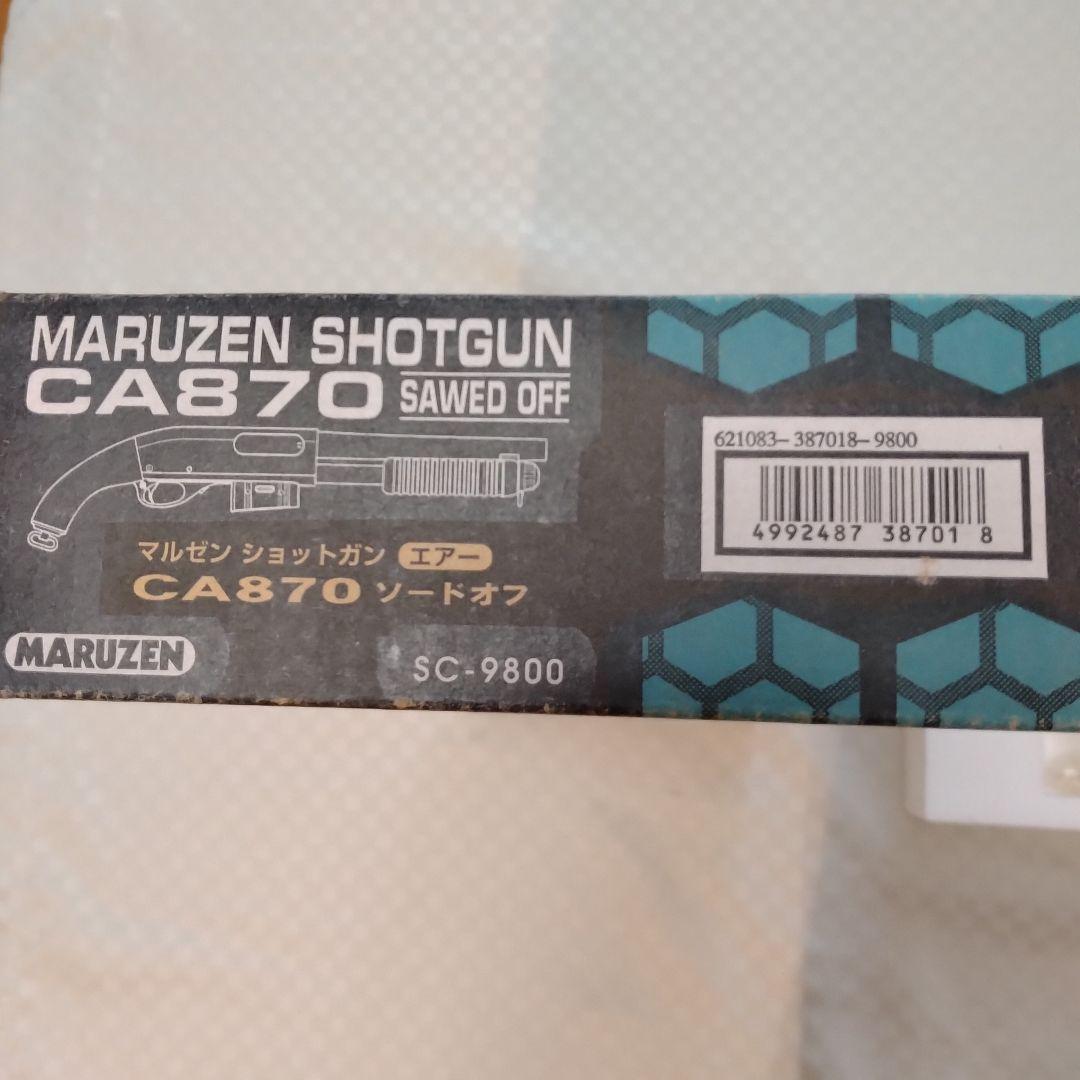 MARUZEN SHOTGUN
CA870 SAWED OFF
マルゼン ショットガン エアー
CA870 ソードオフ
MARUZEN
SC-9800
621083-387018-9800
4992487 38701 8